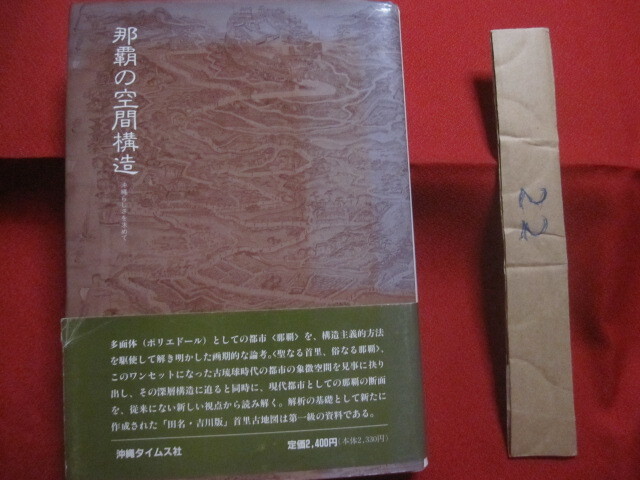 那覇の空間構造
沖縄らしさを求めて
多面体（ポリエドール）としての都市〈那覇〉を、構造主義的方法
を駆使して解き明かした画期的な論考。〈聖なる首里、俗なる那覇〉、
このワンセットになった古琉球時代の都市の象徴空間を見事に抉り
出し、その深層構造に迫ると同時に、現代都市としての那覇の断面
を、従来にない新しい視点から読み解く。解析の基礎として新たに
作成された「田名・吉川版」首里古地図は第一級の資料である。
沖縄タイムス社
定価2,400円（本体2,330円）